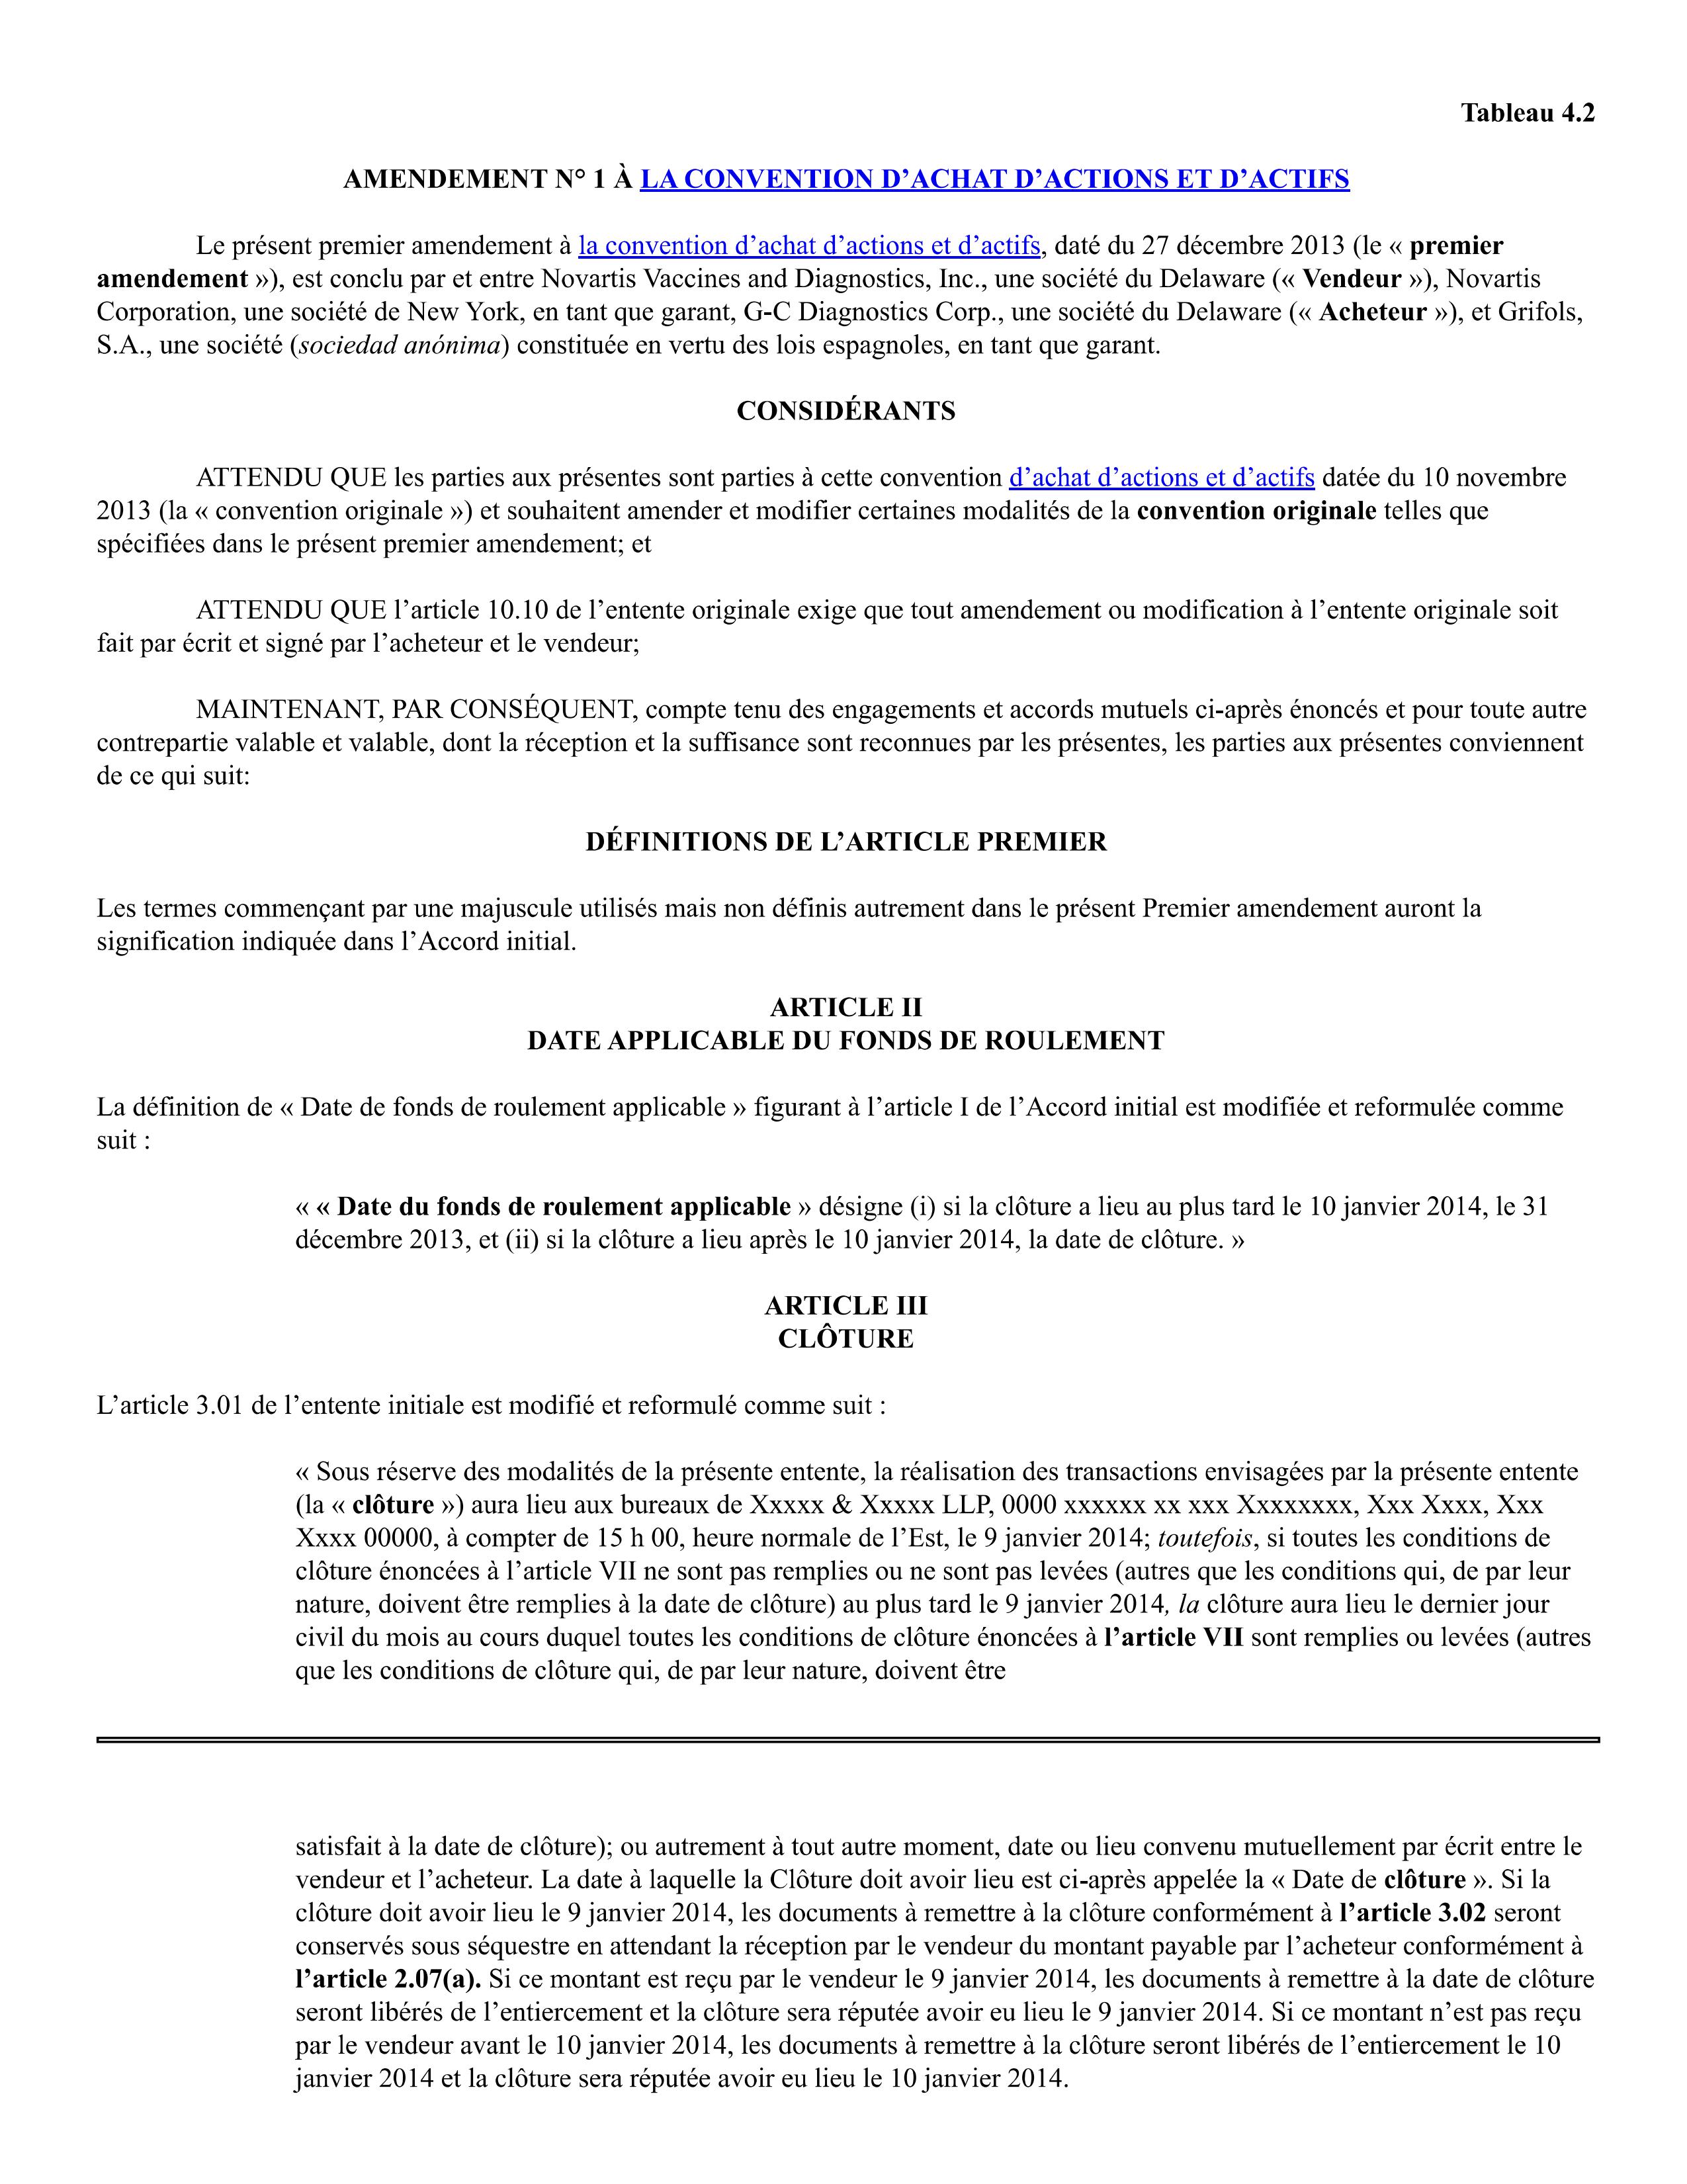 Tableau 4.2
AMENDEMENT N° 1 À LA CONVENTION D’ACHAT D’ACTIONS ET D’ACTIFS
Le présent premier amendement à la convention d’achat d’actions et d’actifs, daté du 27 décembre 2013 (le « premier
amendement »), est conclu par et entre Novartis Vaccines and Diagnostics, Inc., une société du Delaware (« Vendeur »), Novartis
Corporation, une société de New York, en tant que garant, G-C Diagnostics Corp., une société du Delaware (« Acheteur »), et Grifols,
S.A., une société (sociedad anónima) constituée en vertu des lois espagnoles, en tant que garant.
CONSIDÉRANTS
ATTENDU QUE les parties aux présentes sont parties à cette convention d’achat d’actions et d’actifs datée du 10 novembre
2013 (la « convention originale ») et souhaitent amender et modifier certaines modalités de la convention originale telles que
spécifiées dans le présent premier amendement; et
ATTENDU QUE l’article 10.10 de l’entente originale exige que tout amendement ou modification à l’entente originale soit
fait par écrit et signé par l’acheteur et le vendeur;
MAINTENANT, PAR CONSÉQUENT, compte tenu des engagements et accords mutuels ci-après énoncés et pour toute autre
contrepartie valable et valable, dont la réception et la suffisance sont reconnues par les présentes, les parties aux présentes conviennent
de ce qui suit:
DÉFINITIONS DE L’ARTICLE PREMIER
Les termes commençant par une majuscule utilisés mais non définis autrement dans le présent Premier amendement auront la
signification indiquée dans l’Accord initial.
ARTICLE II
DATE APPLICABLE DU FONDS DE ROULEMENT
La définition de « Date de fonds de roulement applicable » figurant à l’article I de l’Accord initial est modifiée et reformulée comme
suit :
« « Date du fonds de roulement applicable » désigne (i) si la clôture a lieu au plus tard le 10 janvier 2014, le 31
décembre 2013, et (ii) si la clôture a lieu après le 10 janvier 2014, la date de clôture. »
ARTICLE III
CLÔTURE
L’article 3.01 de l’entente initiale est modifié et reformulé comme suit :
« Sous réserve des modalités de la présente entente, la réalisation des transactions envisagées par la présente entente
(la « clôture ») aura lieu aux bureaux de Xxxxx & Xxxxx LLP, 0000 xxxxxx xx xxx Xxxxxxxx, Xxx Xxxx, Xxx
Xxxx 00000, à compter de 15 h 00, heure normale de l’Est, le 9 janvier 2014; toutefois, si toutes les conditions de
clôture énoncées à l’article VII ne sont pas remplies ou ne sont pas levées (autres que les conditions qui, de par leur
nature, doivent être remplies à la date de clôture) au plus tard le 9 janvier 2014, la clôture aura lieu le dernier jour
civil du mois au cours duquel toutes les conditions de clôture énoncées à l’article VII sont remplies ou levées (autres
que les conditions de clôture qui, de par leur nature, doivent être
satisfait à la date de clôture); ou autrement à tout autre moment, date ou lieu convenu mutuellement par écrit entre le
vendeur et l’acheteur. La date à laquelle la Clôture doit avoir lieu est ci-après appelée la « Date de clôture ». Si la
clôture doit avoir lieu le 9 janvier 2014, les documents à remettre à la clôture conformément à l’article 3.02 seront
conservés sous séquestre en attendant la réception par le vendeur du montant payable par l’acheteur conformément à
l’article 2.07(a). Si ce montant est reçu par le vendeur le 9 janvier 2014, les documents à remettre à la date de clôture
seront libérés de l’entiercement et la clôture sera réputée avoir eu lieu le 9 janvier 2014. Si ce montant n’est pas reçu
par le vendeur avant le 10 janvier 2014, les documents à remettre à la clôture seront libérés de l’entiercement le 10
janvier 2014 et la clôture sera réputée avoir eu lieu le 10 janvier 2014.